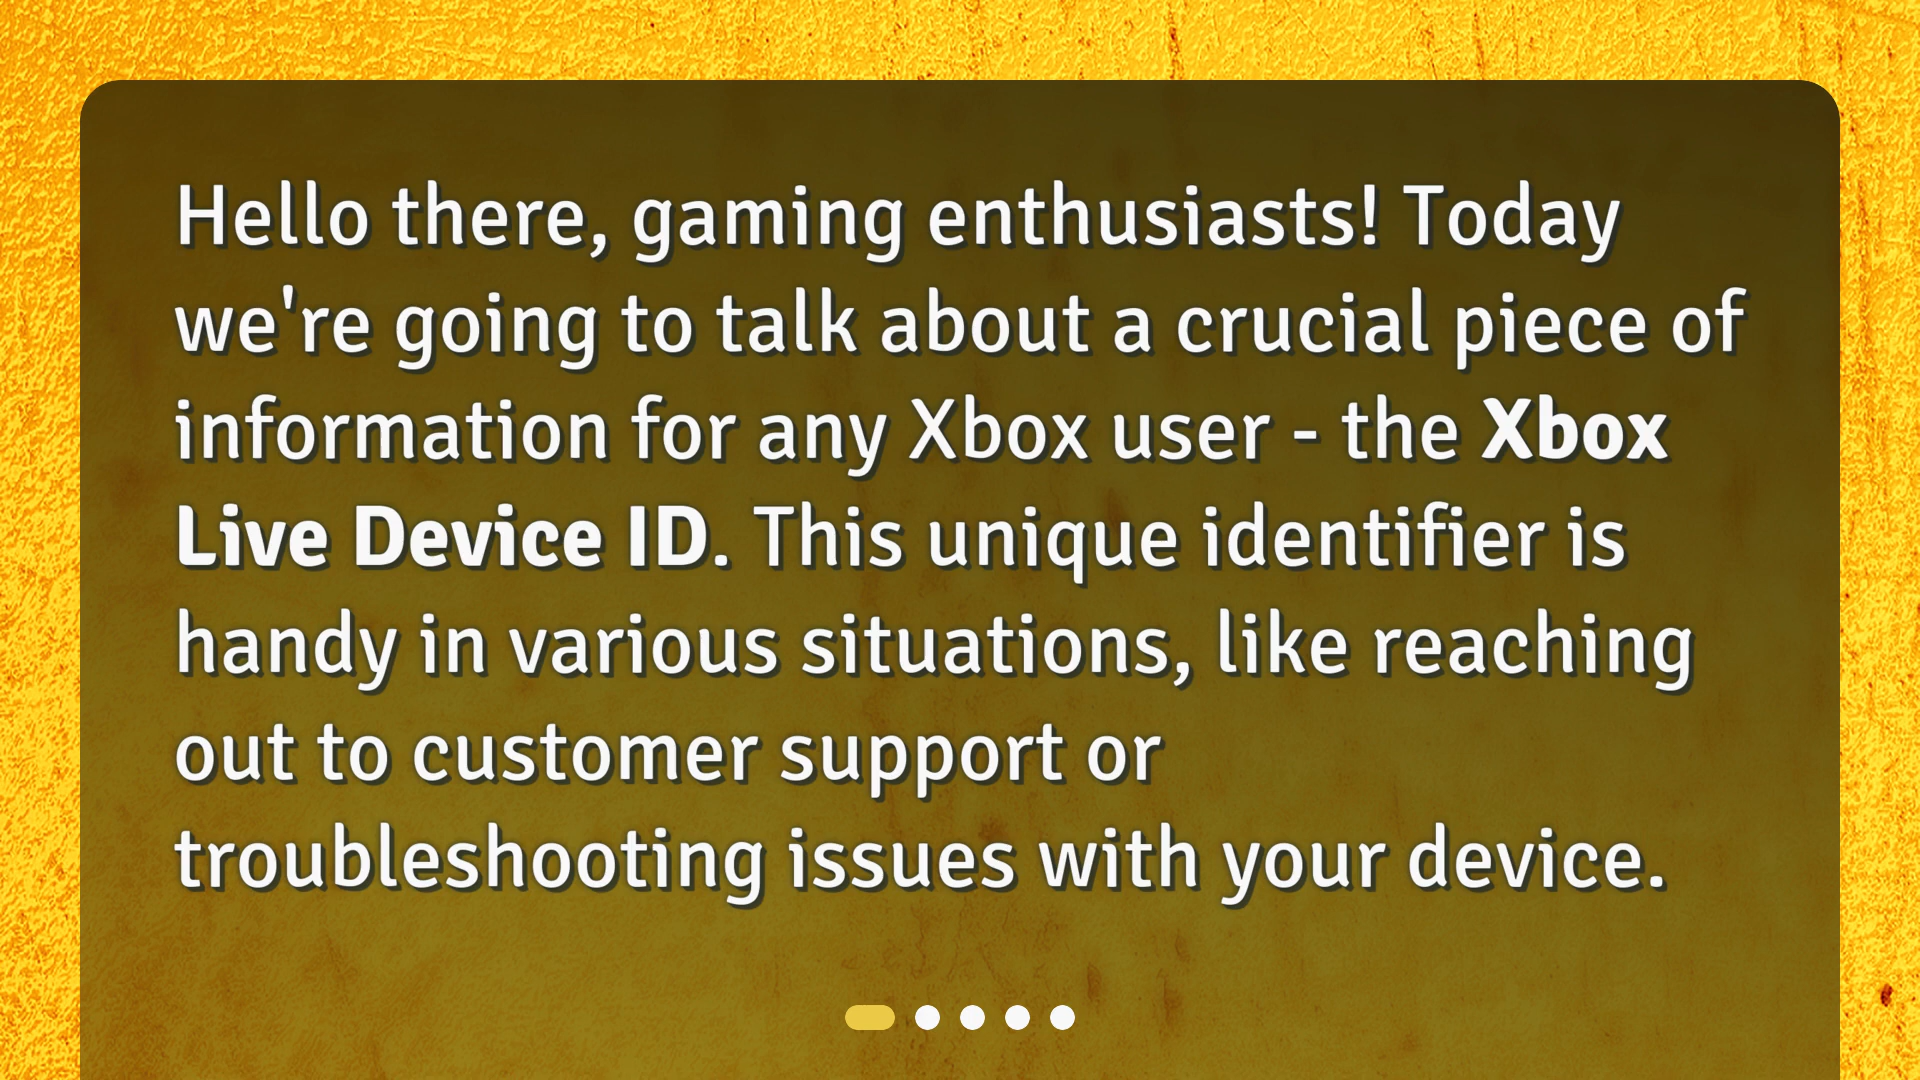 Hello there, gaming enthusiasts! Today
we're going to talk about a crucial piece of
information for any Xbox user - the Xbox
Live Device ID. This unique identifier is
handy in various situations, like reaching
out to customer support or
troubleshooting issues with your device.